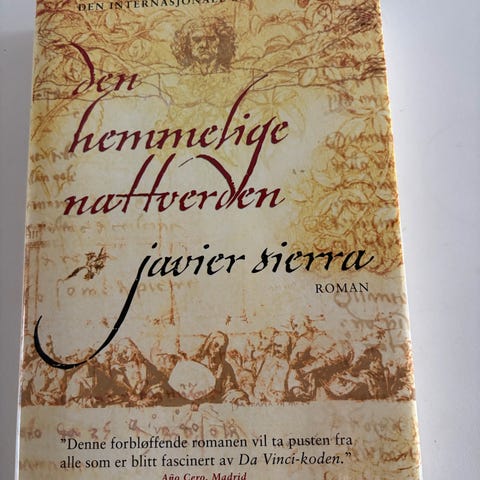 DEN INTERNASJONALE
den
hemmelige
nattverden
javier sierra
ROMAN
"Denne forbløffende romanen vil ta pusten fra
alle som er blitt fascinert av Da Vinci-koden."
Año Cero, Madrid